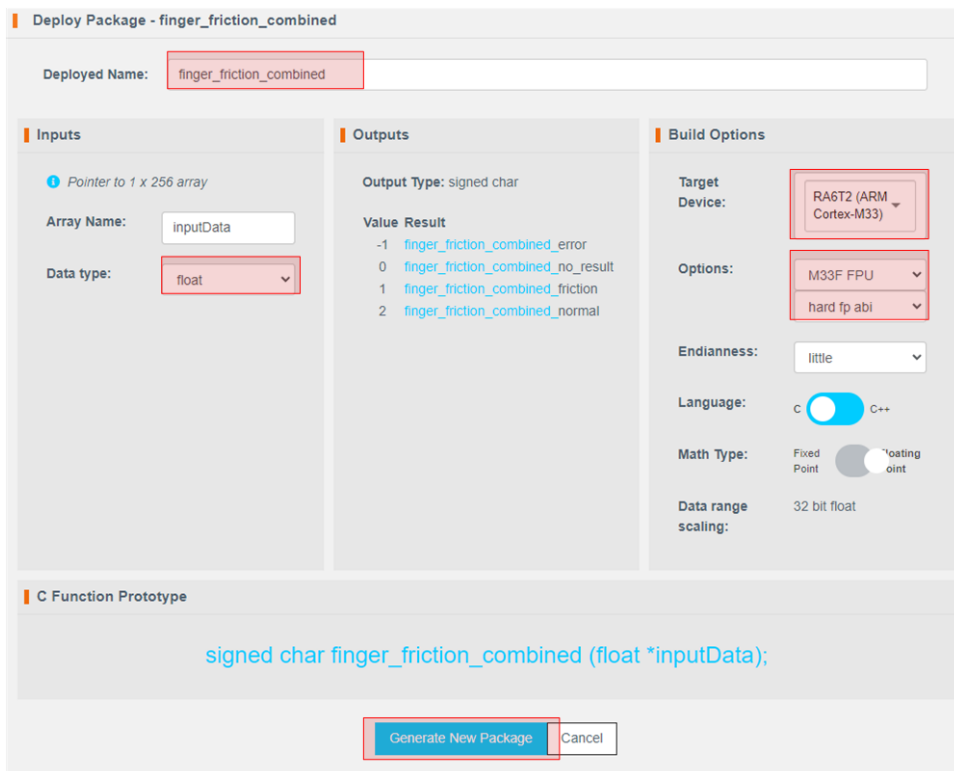 Deploy Package - finger_friction_combined
Deployed Name:
finger_friction_combined
Inputs
Pointer to 1 x 256 array
Array Name:
inputData
Data type:
float
Outputs
Output Type: signed char
Value Result
-1 finger_friction_combined_error
0 finger_friction_combined_no_result
1 finger_friction_combined_friction
2 finger_friction_combined_normal
Build Options
Target
Device:
RA6T2 (ARM
Cortex-M33)
Options:
M33F FPU
hard fp abi
Endianness:
little
Language:
C
C++
Math Type:
Fixed
Point
loating
oint
Data range
scaling:
32 bit float
C Function Prototype
signed char finger_friction_combined (float *inputData);
Generate New Package
Cancel